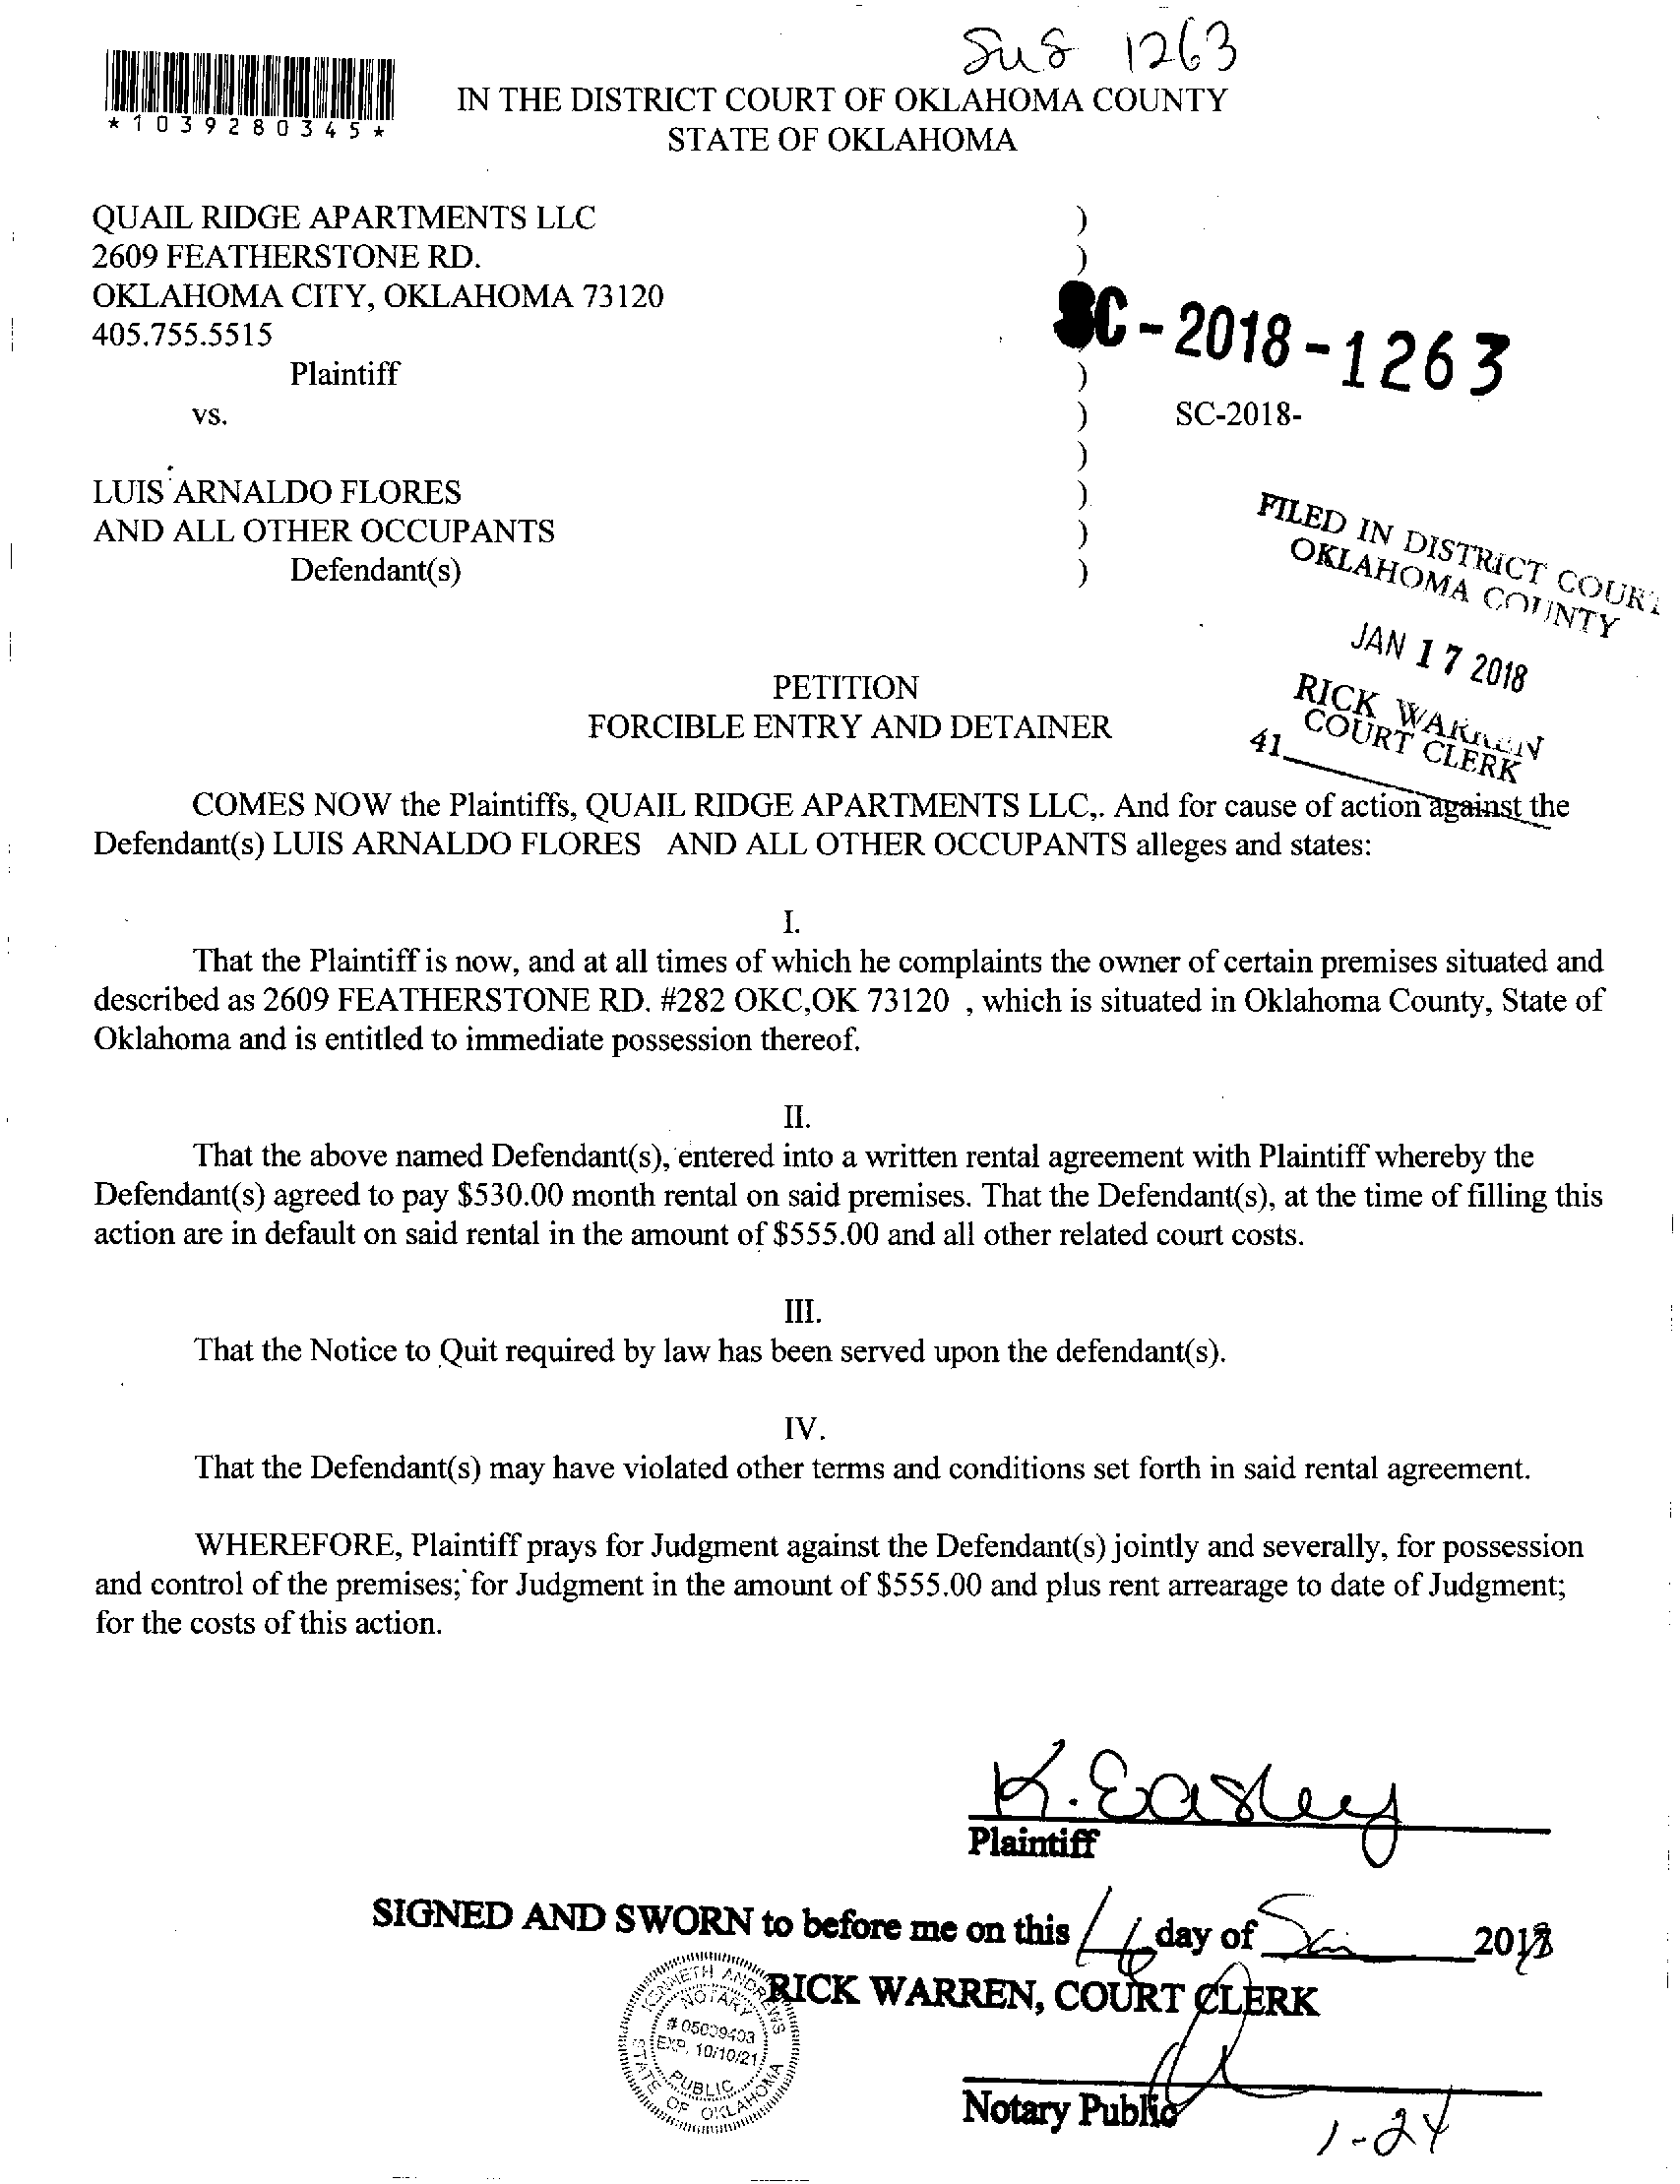 1263
*1039280345*
IN THE DISTRICT COURT OF OKLAHOMA COUNTY
STATE OF OKLAHOMA
QUAIL RIDGE APARTMENTS LLC )
2609 FEATHERSTONE RD. )
OKLAHOMA CITY, OKLAHOMA 73120
405.755.5515
SC-2018-1263
Plaintiff )
vs. ) SC-2018-
)
LUIS ARNALDO FLORES )
AND ALL OTHER OCCUPANTS )
Defendant(s) )
FILED IN DISTRICT COURT
OKLAHOMA COUNTY
JAN 17 2018
RICK WARREN
COURT CLERK
41
PETITION
FORCIBLE ENTRY AND DETAINER
COMES NOW the Plaintiffs, QUAIL RIDGE APARTMENTS LLC,. And for cause of action against the
Defendant(s) LUIS ARNALDO FLORES AND ALL OTHER OCCUPANTS alleges and states:
I.
That the Plaintiff is now, and at all times of which he complaints the owner of certain premises situated and
described as 2609 FEATHERSTONE RD. #282 OKC,OK 73120 , which is situated in Oklahoma County, State of
Oklahoma and is entitled to immediate possession thereof.
II.
That the above named Defendant(s), entered into a written rental agreement with Plaintiff whereby the
Defendant(s) agreed to pay $530.00 month rental on said premises. That the Defendant(s), at the time of filling this
action are in default on said rental in the amount of $555.00 and all other related court costs.
III.
That the Notice to Quit required by law has been served upon the defendant(s).
IV.
That the Defendant(s) may have violated other terms and conditions set forth in said rental agreement.
WHEREFORE, Plaintiff prays for Judgment against the Defendant(s) jointly and severally, for possession
and control of the premises; for Judgment in the amount of $555.00 and plus rent arrearage to date of Judgment;
for the costs of this action.
K. Easley
Plaintiff
SIGNED AND SWORN to before me on this 16 day of Jan 2018
RICK WARREN, COURT CLERK
KENNETH ANDREWS
NOTARY
# 05009403
EXP. 10/10/21
PUBLIC
STATE OF OKLAHOMA
Notary Public
1-24